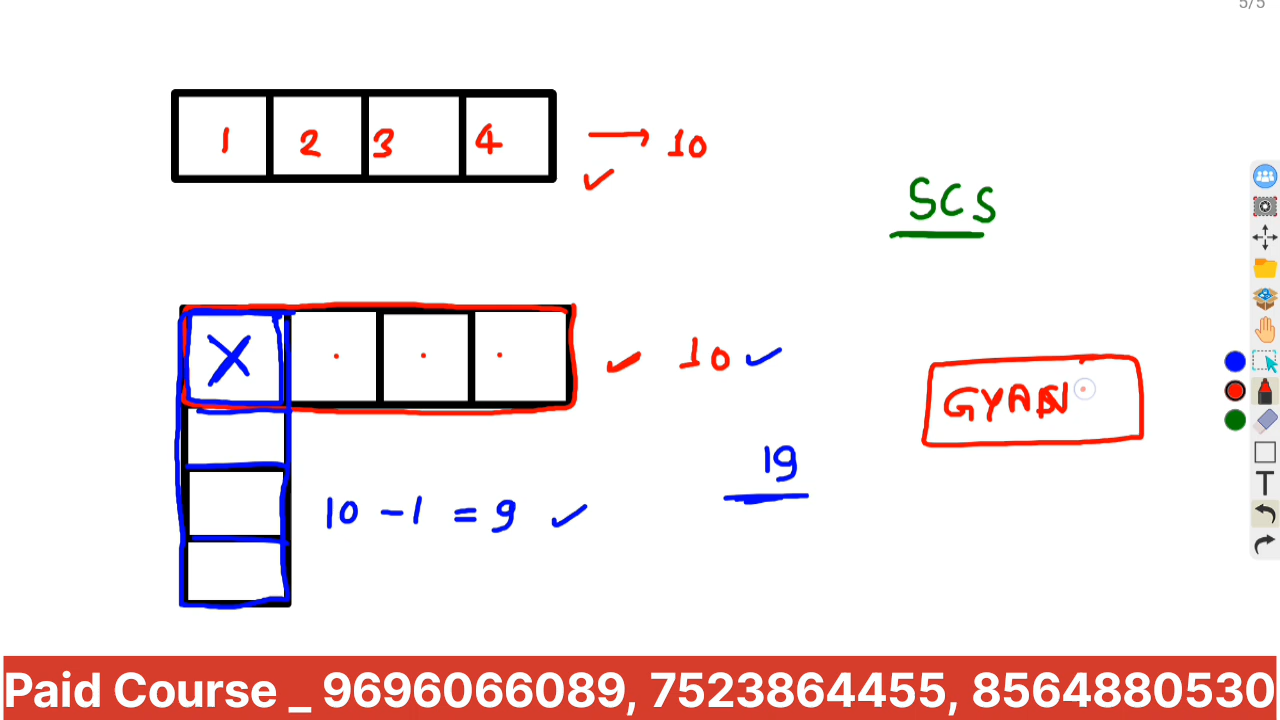 5/5
1 2 3 4 → 10 ✓
SCS
X ✓ 10 ✓
GYAN
19
10 - 1 = 9 ✓
T
Paid Course _ 9696066089, 7523864455, 8564880530